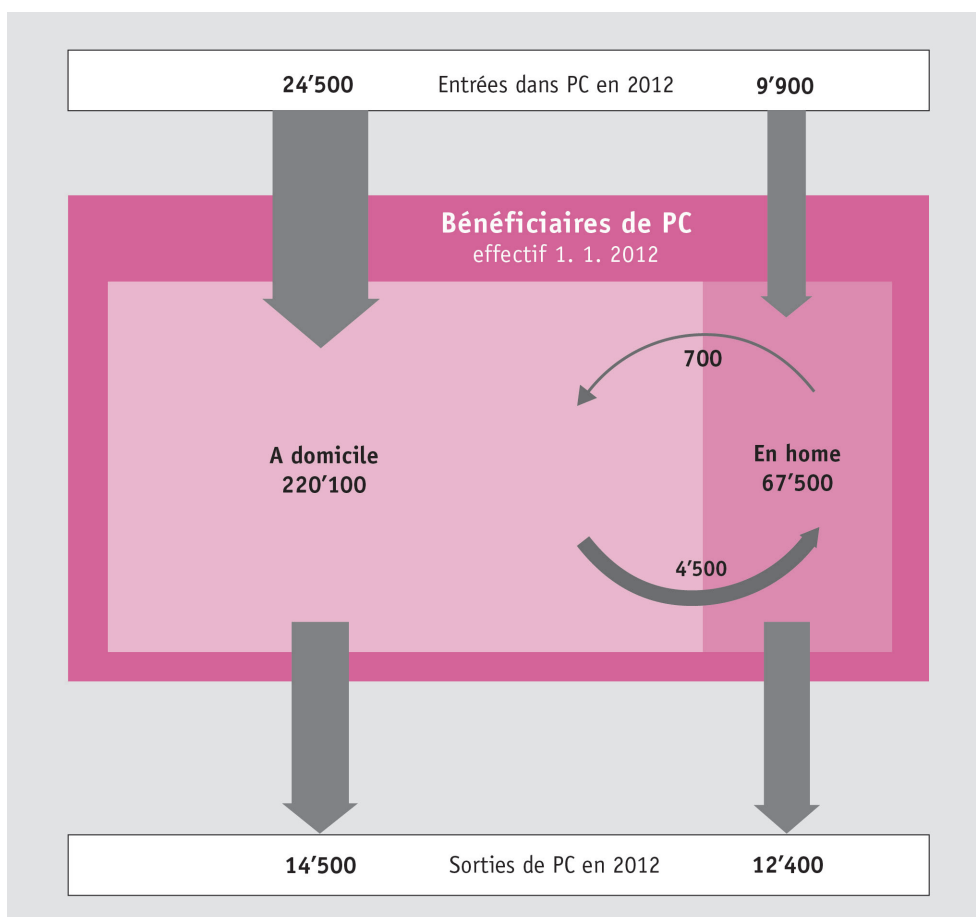 24’500 Entrées dans PC en 2012 9’900
Bénéficiaires de PC
effectif 1. 1. 2012
700
A domicile
220’100
En home
67’500
4’500
14’500 Sorties de PC en 2012 12’400